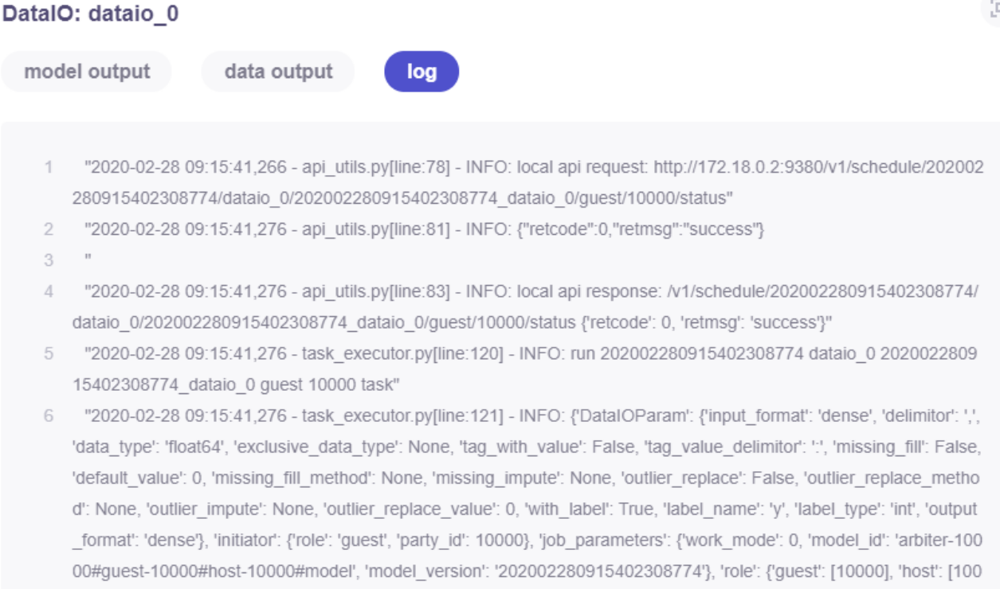 DataIO: dataio_0
model output
data output
log
1 "2020-02-28 09:15:41,266 - api_utils.py[line:78] - INFO: local api request: http://172.18.0.2:9380/v1/schedule/202002
280915402308774/dataio_0/202002280915402308774_dataio_0/guest/10000/status"
2 "2020-02-28 09:15:41,276 - api_utils.py[line:81] - INFO: {"retcode":0,"retmsg":"success"}
3 "
4 "2020-02-28 09:15:41,276 - api_utils.py[line:83] - INFO: local api response: /v1/schedule/202002280915402308774/
dataio_0/202002280915402308774_dataio_0/guest/10000/status {'retcode': 0, 'retmsg': 'success'}"
5 "2020-02-28 09:15:41,276 - task_executor.py[line:120] - INFO: run 202002280915402308774 dataio_0 2020022809
15402308774_dataio_0 guest 10000 task"
6 "2020-02-28 09:15:41,276 - task_executor.py[line:121] - INFO: {'DataIOParam': {'input_format': 'dense', 'delimitor': ',',
'data_type': 'float64', 'exclusive_data_type': None, 'tag_with_value': False, 'tag_value_delimitor': ':', 'missing_fill': False,
'default_value': 0, 'missing_fill_method': None, 'missing_impute': None, 'outlier_replace': False, 'outlier_replace_metho
d': None, 'outlier_impute': None, 'outlier_replace_value': 0, 'with_label': True, 'label_name': 'y', 'label_type': 'int', 'output
_format': 'dense'}, 'initiator': {'role': 'guest', 'party_id': 10000}, 'job_parameters': {'work_mode': 0, 'model_id': 'arbiter-100
00#guest-10000#host-10000#model', 'model_version': '202002280915402308774'}, 'role': {'guest': [10000], 'host': [100